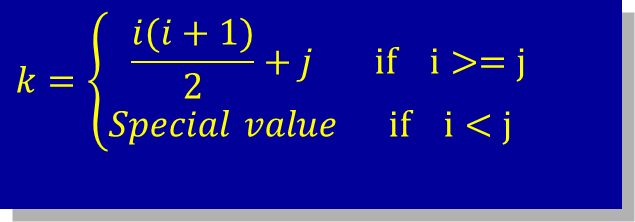 k = { i(i + 1)/2 + j if i >= j
Special value if i < j